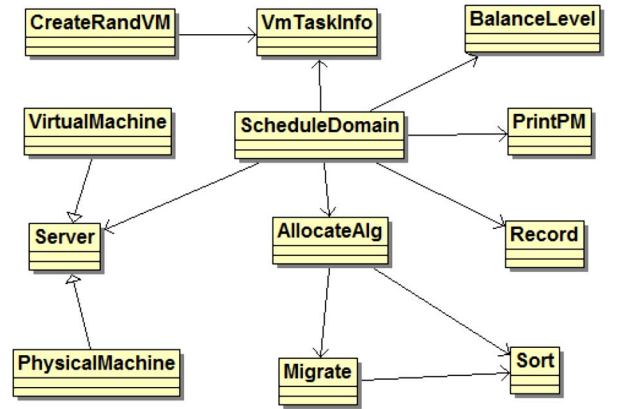 CreateRandVM
VmTaskInfo
BalanceLevel
VirtualMachine
ScheduleDomain
PrintPM
Server
AllocateAlg
Record
PhysicalMachine
Migrate
Sort